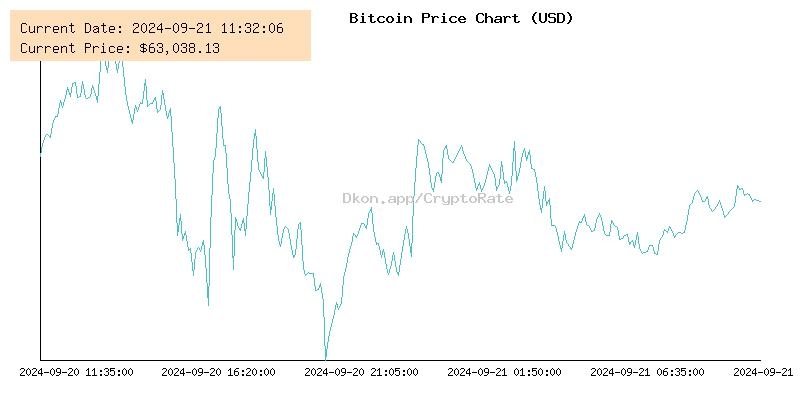 Bitcoin Price Chart (USD)
Current Date: 2024-09-21 11:32:06
Current Price: $63,038.13
Dkon.app/CryptoRate
2024-09-20 11:35:00 2024-09-20 16:20:00 2024-09-20 21:05:00 2024-09-21 01:50:00 2024-09-21 06:35:00 2024-09-21